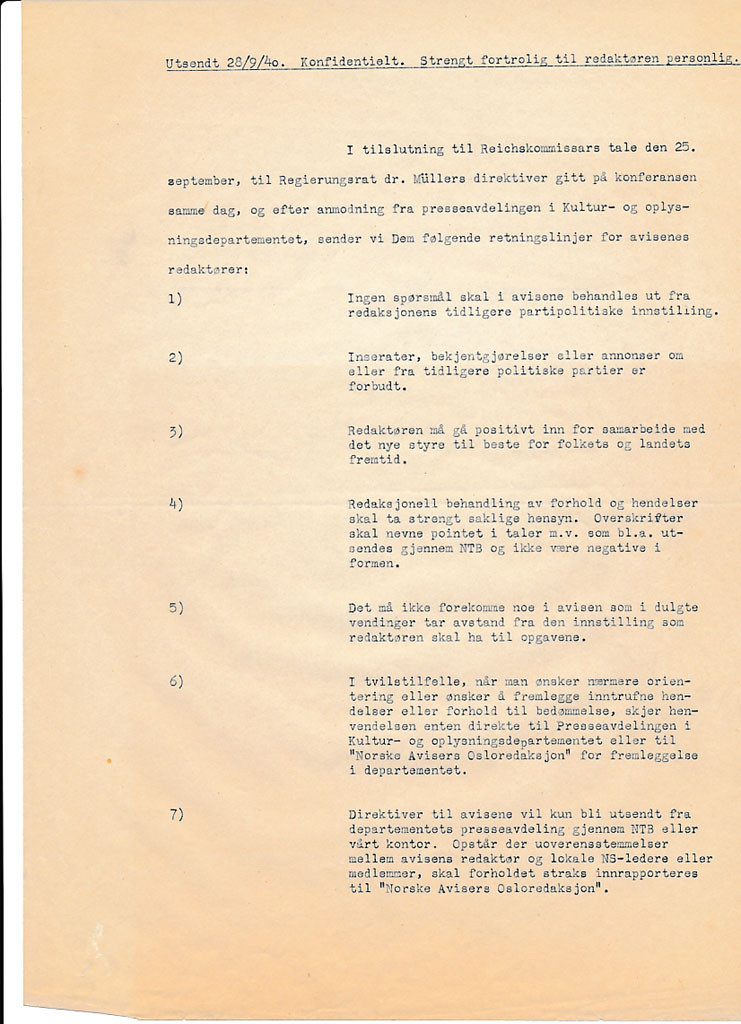 Utsendt 28/9/4o. Konfidentielt. Strengt fortrolig til redaktøren personlig.
I tilslutning til Reichskommissars tale den 25.
september, til Regierungsrat dr. Müllers direktiver gitt på konferansen
samme dag, og efter anmodning fra presseavdelingen i Kultur- og oplys-
ningsdepartementet, sender vi Dem følgende retningslinjer for avisenes
redaktører:
1) Ingen spørsmål skal i avisene behandles ut fra
redaksjonens tidligere partipolitiske innstilling.
2) Inserater, bekjentgjørelser eller annonser om
eller fra tidligere politiske partier er
forbudt.
3) Redaktøren må gå positivt inn for samarbeide med
det nye styre til beste for folkets og landets
fremtid.
4) Redaksjonell behandling av forhold og hendelser
skal ta strengt saklige hensyn. Overskrifter
skal nevne pointet i taler m.v. som bl.a. ut-
sendes gjennem NTB og ikke være negative i
formen.
5) Det må ikke forekomme noe i avisen som i dulgte
vendinger tar avstand fra den innstilling som
redaktøren skal ha til opgavene.
6) I tvilstilfelle, når man ønsker nærmere orien-
tering eller ønsker å fremlegge inntrufne hen-
delser eller forhold til bedømmelse, skjer hen-
vendelsen enten direkte til Presseavdelingen i
Kultur- og oplysningsdepartementet eller til
"Norske Avisers Osloredaksjon" for fremleggelse
i departementet.
7) Direktiver til avisene vil kun bli utsendt fra
departementets presseavdeling gjennem NTB eller
vårt kontor. Opstår der uoverensstemmelser
mellem avisens redaktør og lokale NS-ledere eller
medlemmer, skal forholdet straks innrapporteres
til "Norske Avisers Osloredaksjon".